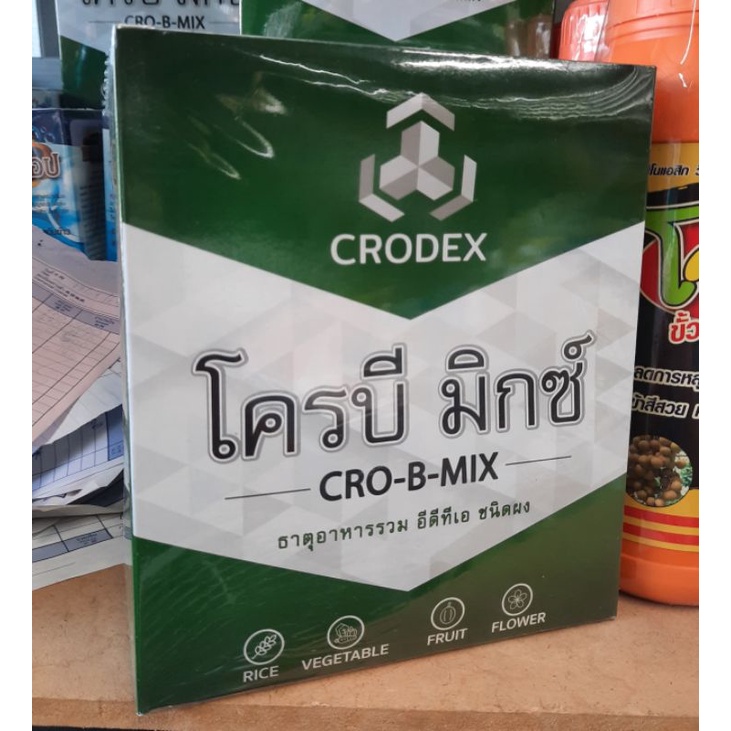 CRO-B-MIX
CRODEX
โครบี มิกซ์
CRO-B-MIX
ธาตุอาหารรวม อีดีทีเอ ชนิดผง
RICE
VEGETABLE
FRUIT
FLOWER